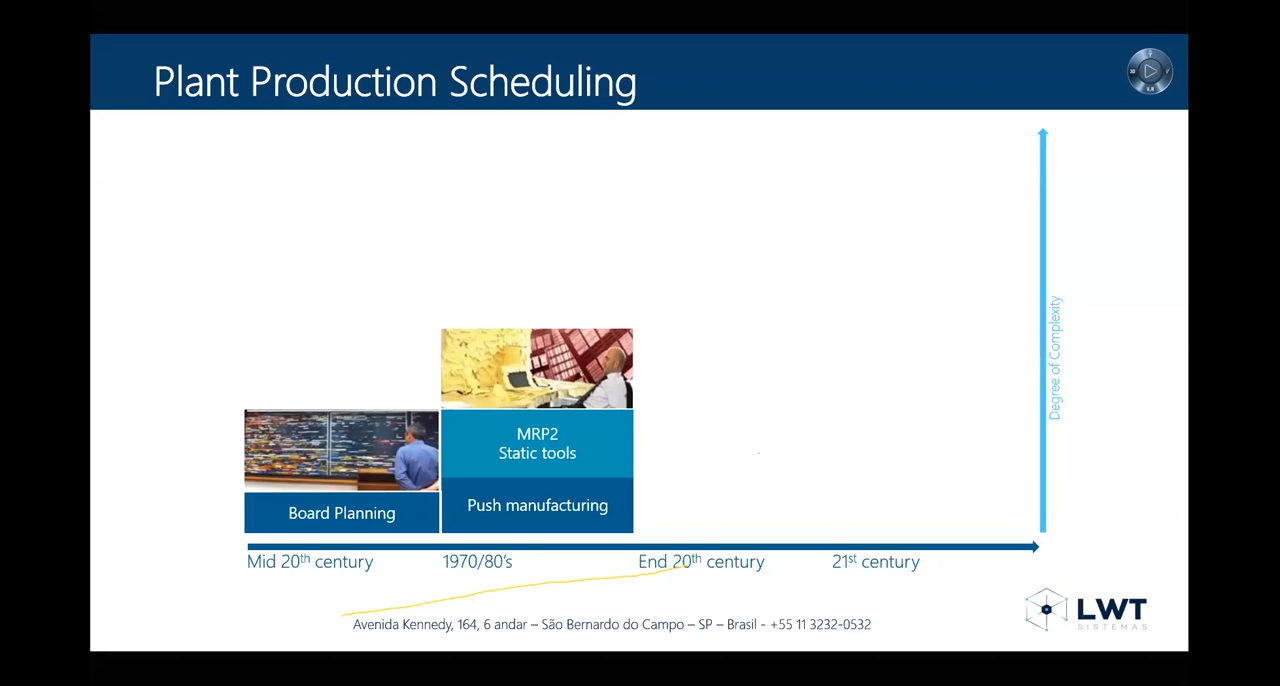 Plant Production Scheduling
Degree of Complexity
MRP2
Static tools
Push manufacturing
Board Planning
Mid 20th century 1970/80's End 20th century 21st century
Avenida Kennedy, 164, 6 andar – São Bernardo do Campo – SP – Brasil - +55 11 3232-0532
LWT
SISTEMAS